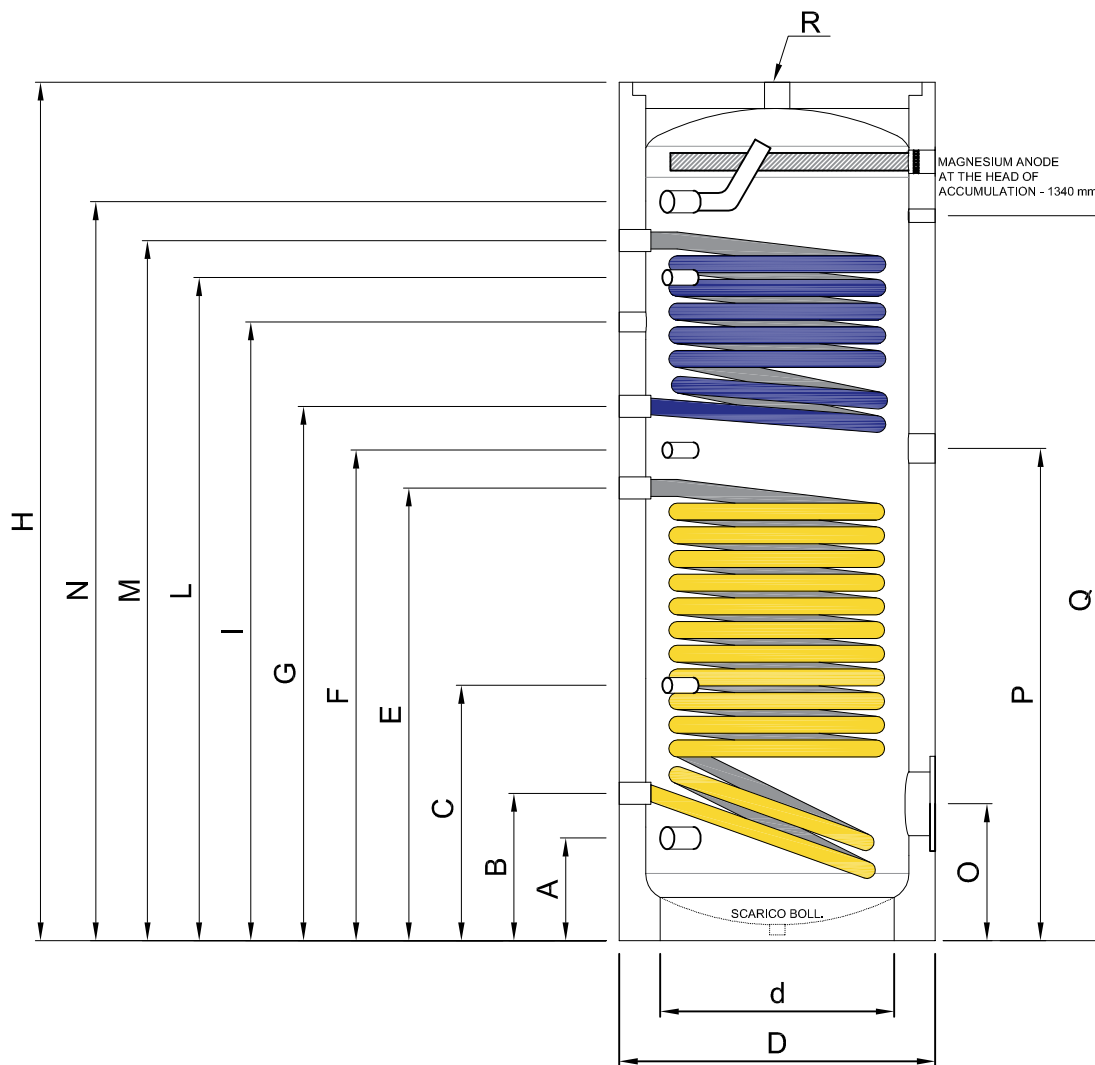 R
MAGNESIUM ANODE
AT THE HEAD OF
ACCUMULATION - 1340 mm
H
N
M
L
I
G
F
E
C
B
A
Q
P
O
SCARICO BOLL.
d
D